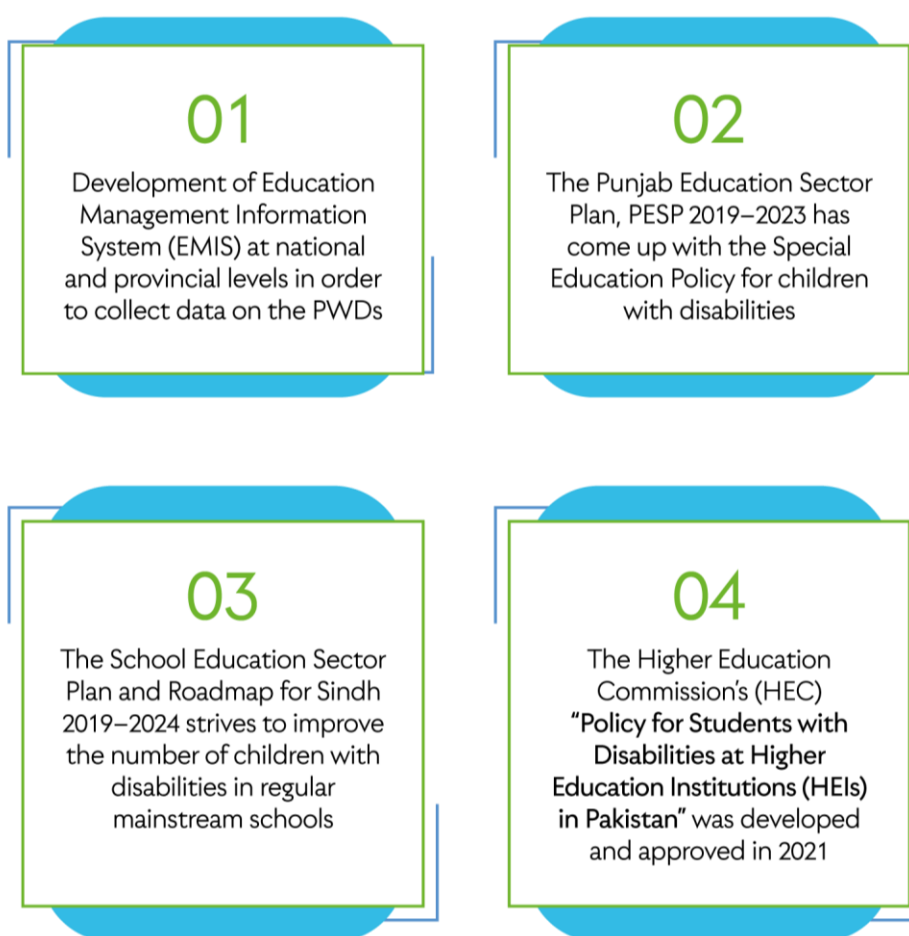 01
Development of Education
Management Information
System (EMIS) at national
and provincial levels in order
to collect data on the PWDs
02
The Punjab Education Sector
Plan, PESP 2019–2023 has
come up with the Special
Education Policy for children
with disabilities
03
The School Education Sector
Plan and Roadmap for Sindh
2019–2024 strives to improve
the number of children with
disabilities in regular
mainstream schools
04
The Higher Education
Commission's (HEC)
“Policy for Students with
Disabilities at Higher
Education Institutions (HEIs)
in Pakistan” was developed
and approved in 2021